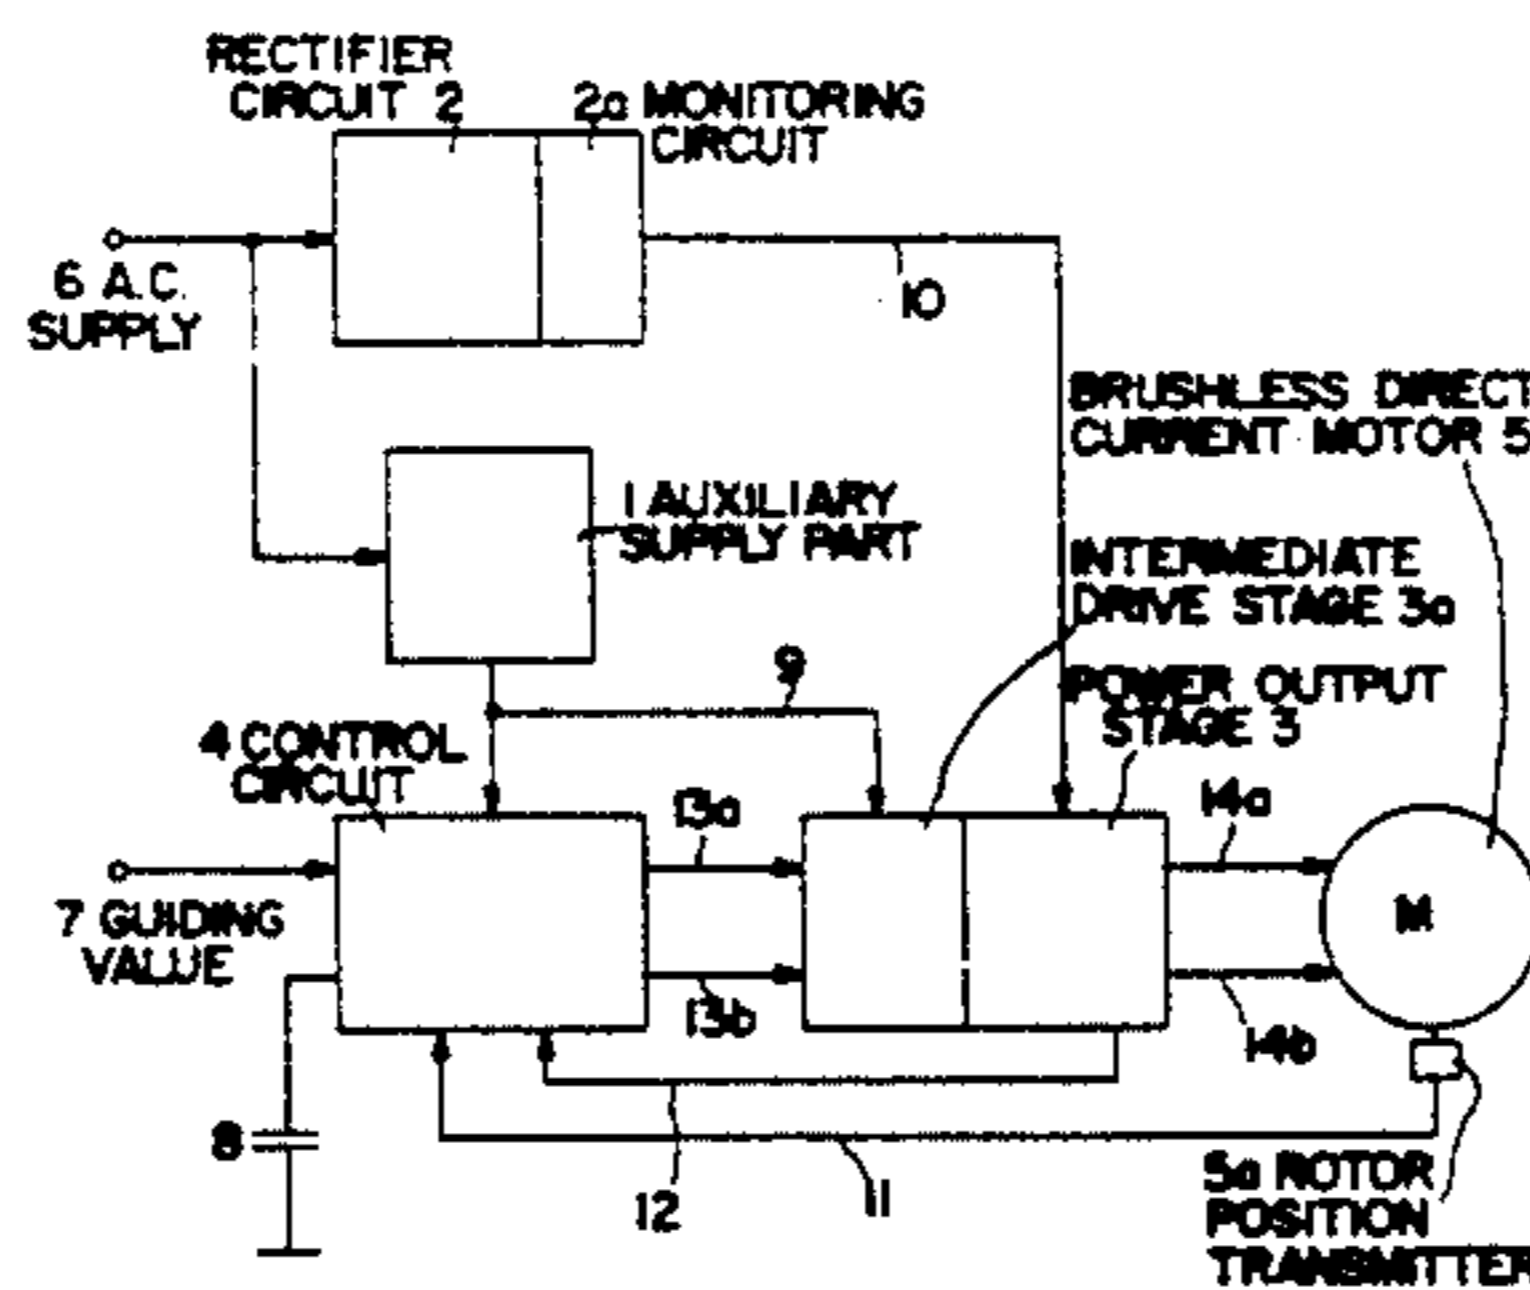 RECTIFIER
CIRCUIT 2
2a MONITORING
CIRCUIT
6 A.C.
SUPPLY
10
BRUSHLESS DIRECT
CURRENT MOTOR 5
1 AUXILIARY
SUPPLY PART
INTERMEDIATE
DRIVE STAGE 3a
9
POWER OUTPUT
STAGE 3
4 CONTROL
CIRCUIT
13a
14a
7 GUIDING
VALUE
M
13b
14b
8
12
11
5a ROTOR
POSITION
TRANSMITTER